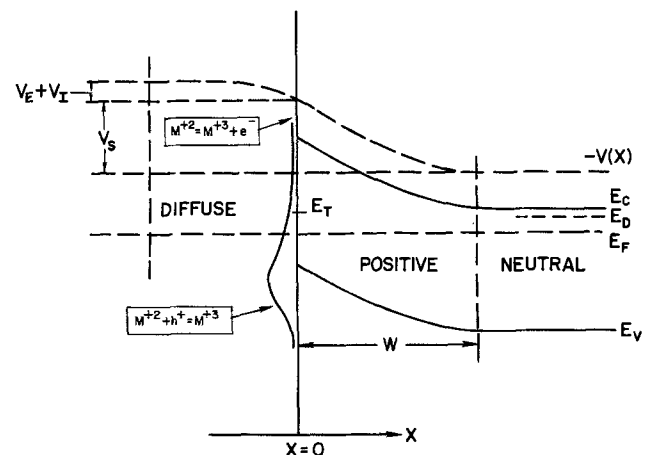 V_E + V_I
M⁺² = M⁺³ + e⁻
V_S
-V(X)
DIFFUSE
E_T
E_C
E_D
E_F
POSITIVE
NEUTRAL
M⁺² + h⁺ = M⁺³
E_V
W
X
X = 0